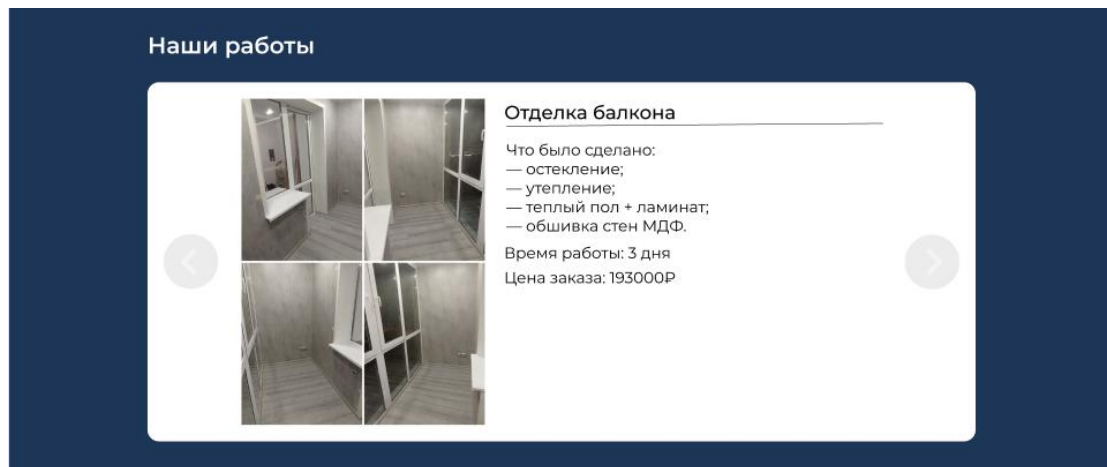 Наши работы
Отделка балкона
Что было сделано:
— остекление;
— утепление;
— теплый пол + ламинат;
— обшивка стен МДФ.
Время работы: 3 дня
Цена заказа: 193000₽